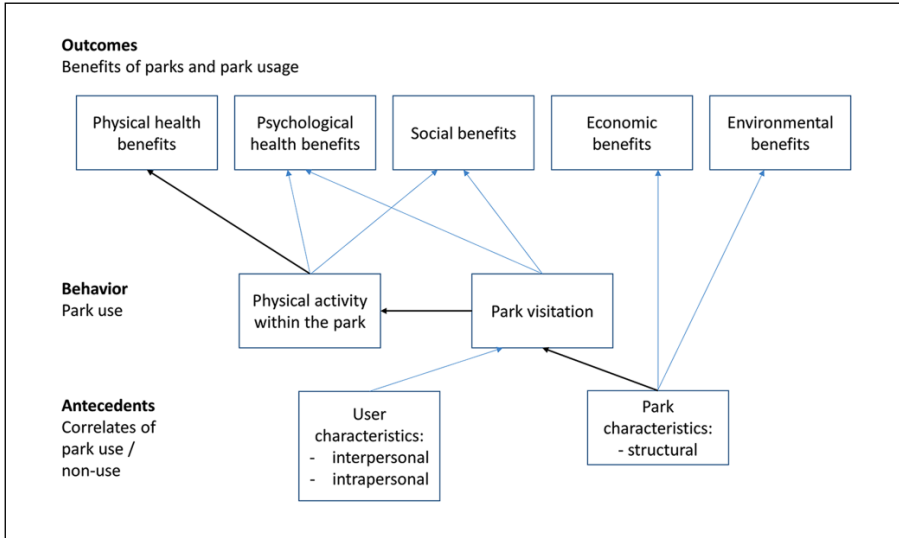 Outcomes
Benefits of parks and park usage
Physical health
benefits
Psychological
health benefits
Social benefits
Economic
benefits
Environmental
benefits
Behavior
Park use
Physical activity
within the park
Park visitation
Antecedents
Correlates of
park use /
non-use
User
characteristics:
- interpersonal
- intrapersonal
Park
characteristics:
- structural